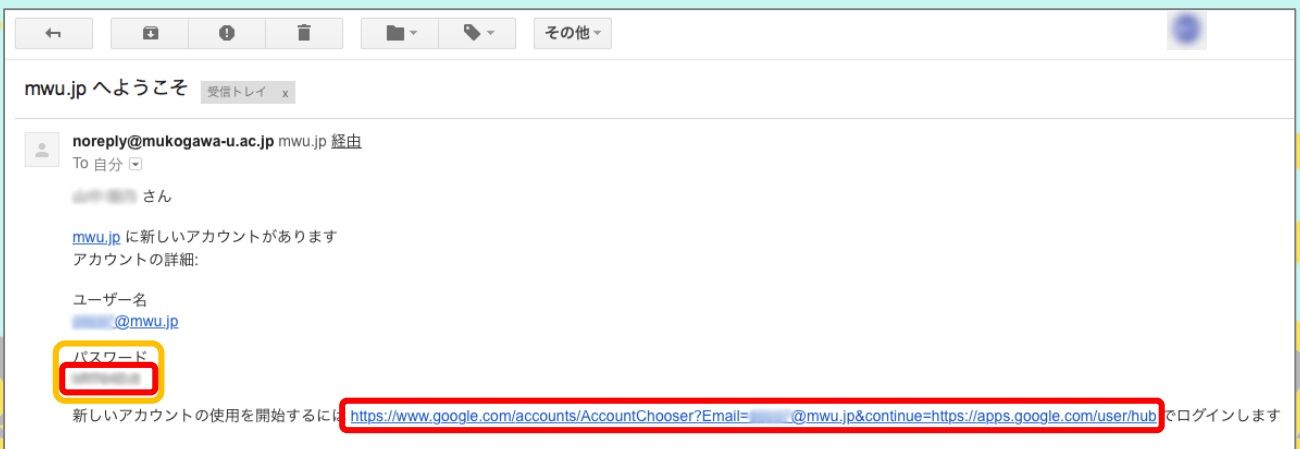 その他
mwu.jp へようこそ 受信トレイ x
noreply@mukogawa-u.ac.jp mwu.jp 経由
To 自分
さん
mwu.jp に新しいアカウントがあります
アカウントの詳細:
ユーザー名
@mwu.jp
パスワード
新しいアカウントの使用を開始するには https://www.google.com/accounts/AccountChooser?Email= @mwu.jp&continue=https://apps.google.com/user/hub でログインします